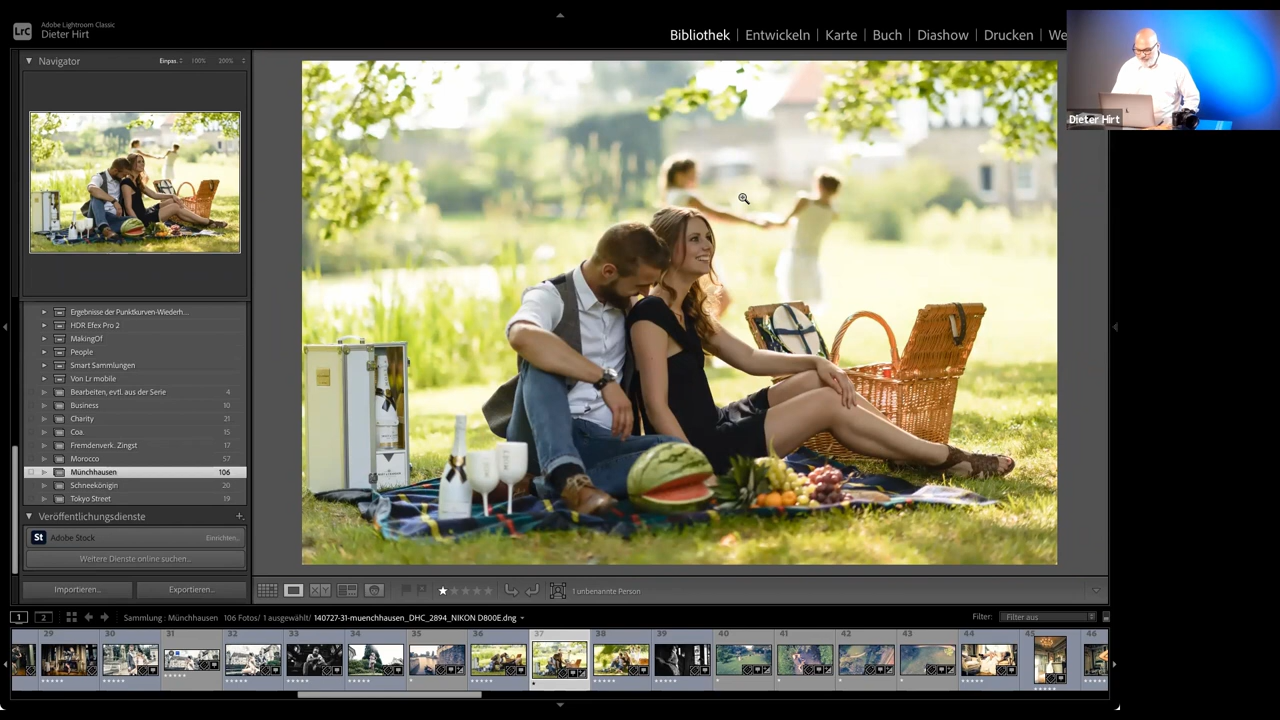 LrC
Adobe Lightroom Classic
Dieter Hirt
Bibliothek | Entwickeln | Karte | Buch | Diashow | Drucken | We
Dieter Hirt
Navigator
Einpas. 100% 200%
Ergebnisse der Punktkurven-Wiederh...
HDR Efex Pro 2
MakingOf
People
Smart Sammlungen
Von Lr mobile
Bearbeiten, evtl. aus der Serie 4
Business 10
Charity 21
Coa 15
Fremdenverk. Zingst 17
Morocco 57
Münchhausen 106
Schneekönigin 20
Tokyo Street 19
Veröffentlichungsdienste
St Adobe Stock Einrichten...
Weitere Dienste online suchen...
Importieren... Exportieren...
1 unbenannte Person
1 2 Sammlung : Münchhausen 106 Fotos/ 1 ausgewählt/ 140727-31-muenchhausen_DHC_2894_NIKON D800E.dng
Filter: Filter aus
29 30 31 32 33 34 35 36 37 38 39 40 41 42 43 44 45 46